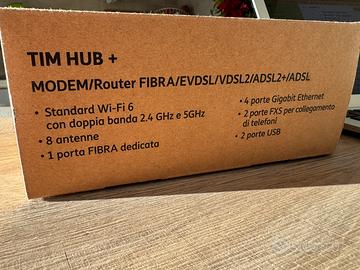 TIM HUB +
MODEM/Router FIBRA/EVDSL/VDSL2/ADSL2+/ADSL
• Standard Wi-Fi 6
con doppia banda 2.4 GHz e 5GHz
• 8 antenne
• 1 porta FIBRA dedicata
• 4 porte Gigabit Ethernet
• 2 porte FXS per collegamento
di telefoni
• 2 porte USB